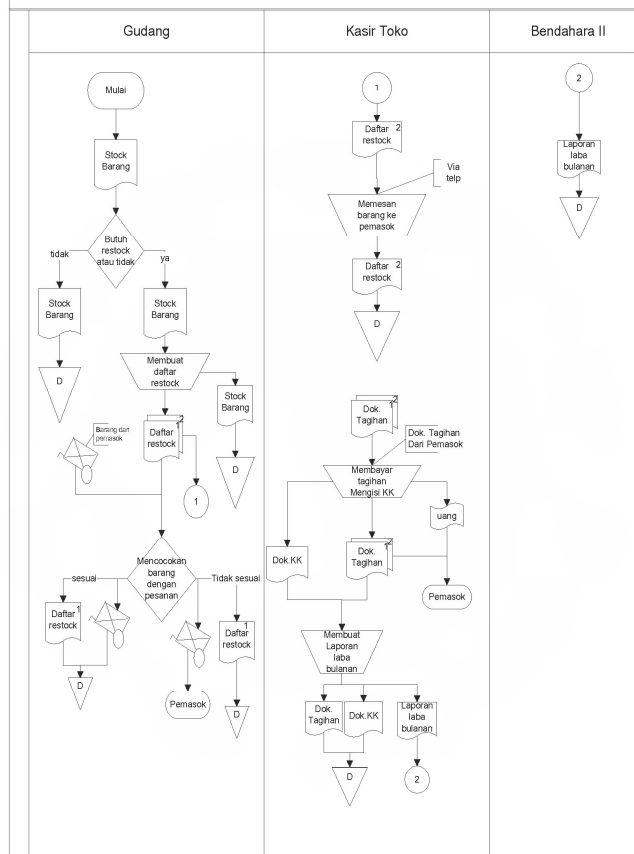 Gudang
Kasir Toko
Bendahara II
Mulai
Stock
Barang
Butuh
restock
atau tidak
tidak
ya
Stock
Barang
Stock
Barang
D
Membuat
daftar
restock
Stock
Barang
D
Barang dari
pemasok
2
1
Daftar
restock
1
Mencocokan
barang
dengan
pesanan
sesuai
Tidak sesuai
1
Daftar
restock
D
Pemasok
1
Daftar
restock
D
1
2
Daftar
restock
Via
telp
Memesan
barang ke
pemasok
2
Daftar
restock
D
2
1
Dok.
Tagihan
Dok. Tagihan
Dari Pemasok
Membayar
tagihan
Mengisi KK
uang
Dok.KK
2
1
Dok.
Tagihan
Pemasok
Membuat
Laporan
laba
bulanan
Dok.
Tagihan
Dok.KK
Laporan
laba
bulanan
D
2
2
Laporan
laba
bulanan
D